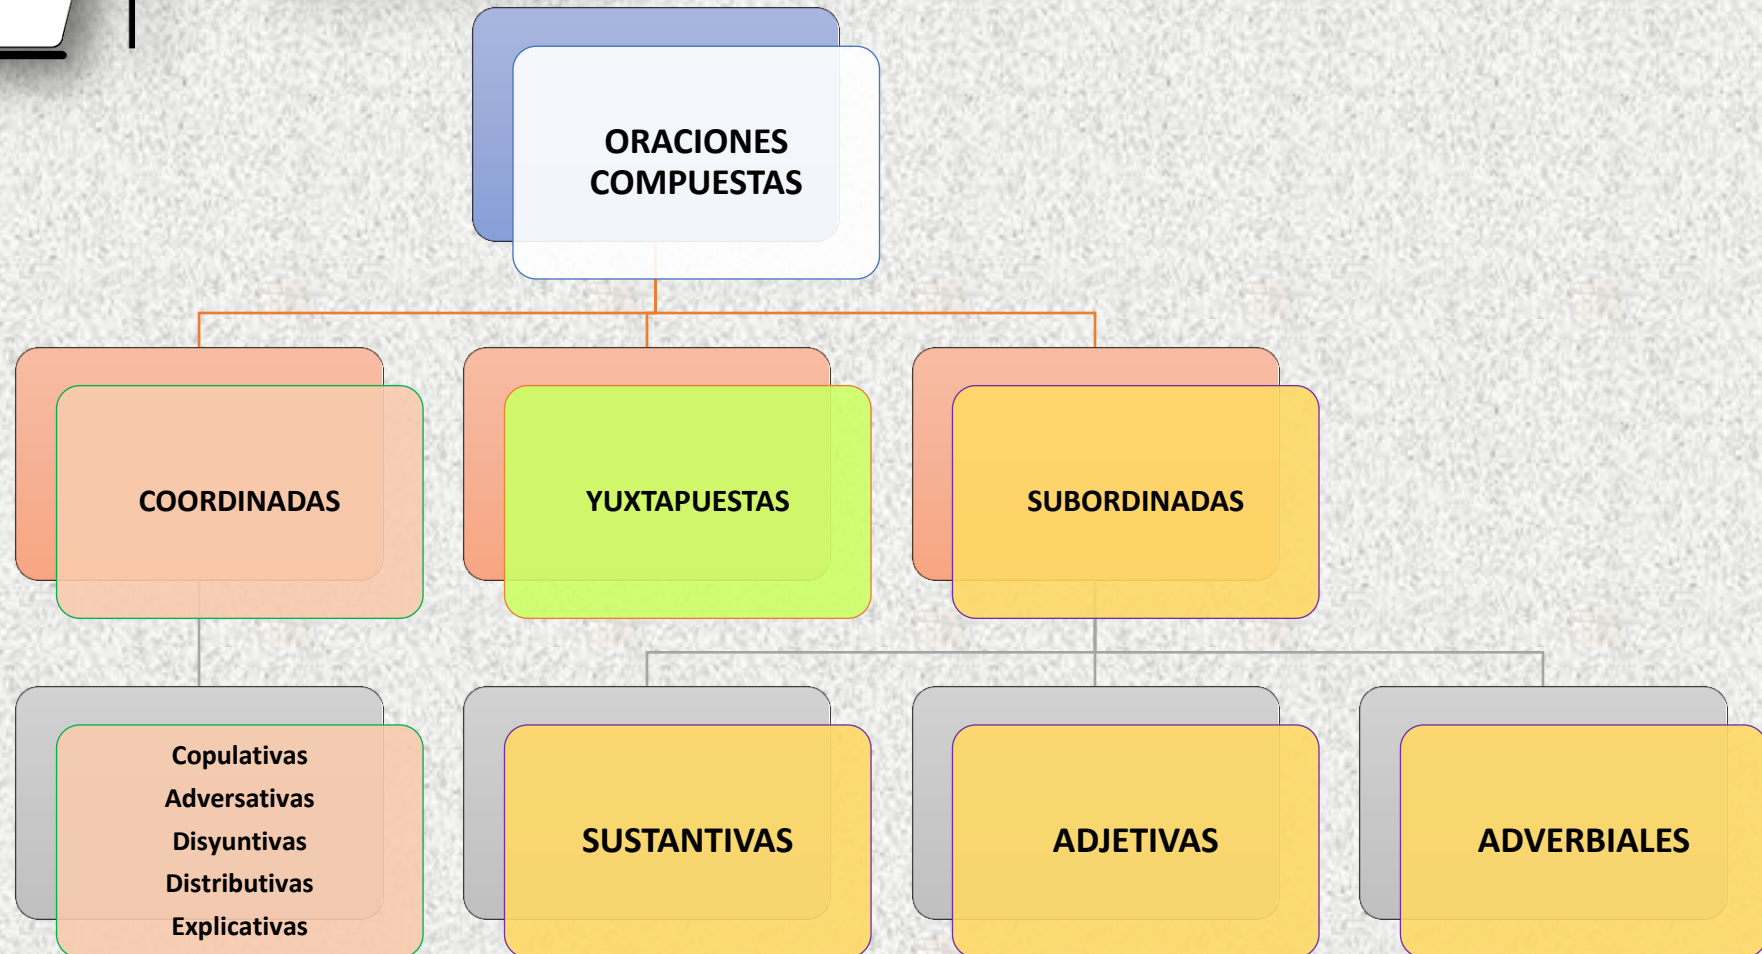 ORACIONES
COMPUESTAS
COORDINADAS
YUXTAPUESTAS
SUBORDINADAS
Copulativas
Adversativas
Disyuntivas
Distributivas
Explicativas
SUSTANTIVAS
ADJETIVAS
ADVERBIALES